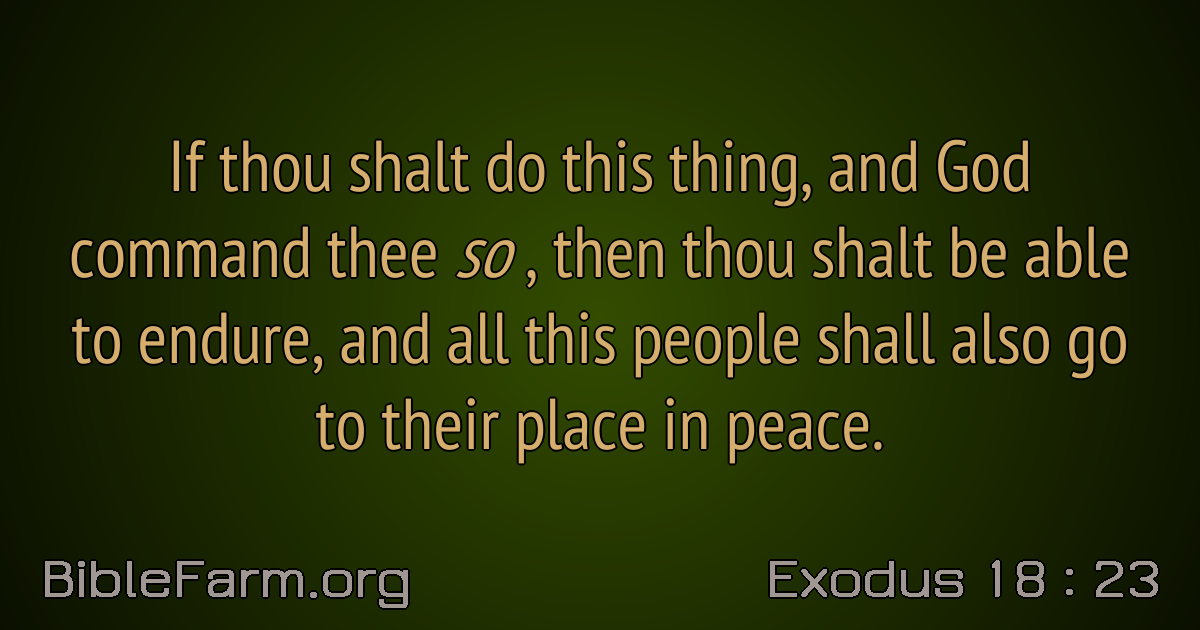 If thou shalt do this thing, and God
command thee so , then thou shalt be able
to endure, and all this people shall also go
to their place in peace.
BibleFarm.org
Exodus 18 : 23